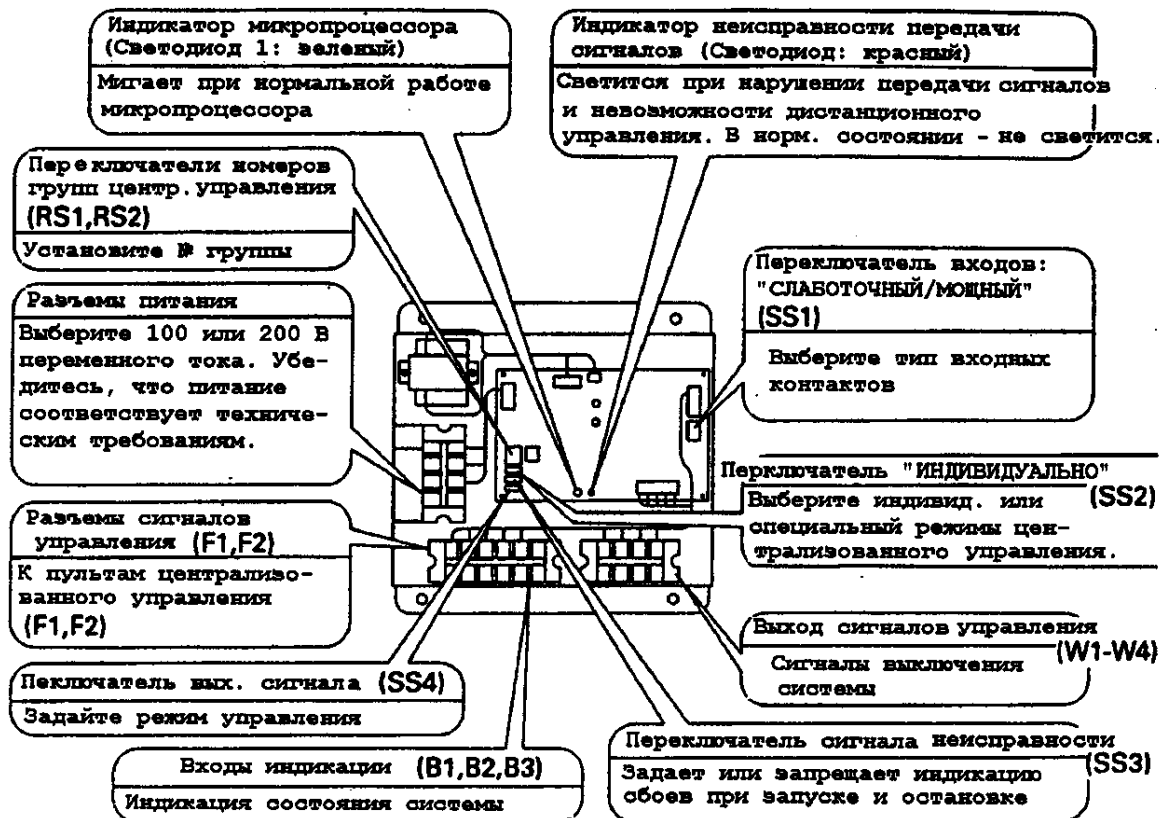 Индикатор микропроцессора
(Светодиод 1: зеленый)
Мигает при нормальной работе
микропроцессора
Индикатор неисправности передачи
сигналов (Светодиод: красный)
Светится при нарушении передачи сигналов
и невозможности дистанционного
управления. В норм. состоянии - не светится.
Переключатели номеров
групп центр. управления
(RS1,RS2)
Установите № группы
Разъемы питания
Выберите 100 или 200 В
переменного тока. Убе-
дитесь, что питание
соответствует техниче-
ским требованиям.
Переключатель входов:
"СЛАБОТОЧНЫЙ/МОЩНЫЙ"
(SS1)
Выберите тип входных
контактов
Перключатель "ИНДИВИДУАЛЬНО"
(SS2)
Выберите индивид. или
специальный режимы цен-
трализованного управления.
Разъемы сигналов
управления (F1,F2)
К пультам централизо-
ванного управления
(F1,F2)
Выход сигналов управления
(W1-W4)
Сигналы выключения
системы
Пеключатель вых. сигнала (SS4)
Задайте режим управления
Переключатель сигнала неисправности
(SS3)
Задает или запрещает индикацию
сбоев при запуске и остановке
Входы индикации (B1,B2,B3)
Индикация состояния системы